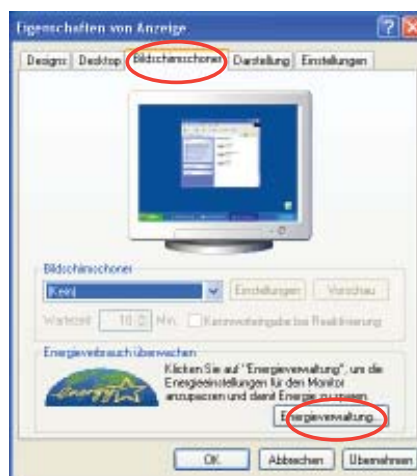 Eigenschaften von Anzeige
Designs Desktop Bildschirmschoner Darstellung Einstellungen
Bildschirmschoner
(Kein) Einstellungen Vorschau
Wartezeit 10 Min. Kennworteingabe bei Reaktivierung
Energieverbrauch überwachen
Klicken Sie auf "Energieverwaltung", um die
Energieeinstellungen für den Monitor
anzupassen und damit Energie zu sparen.
energy
Energieverwaltung...
OK Abbrechen Übernehmen